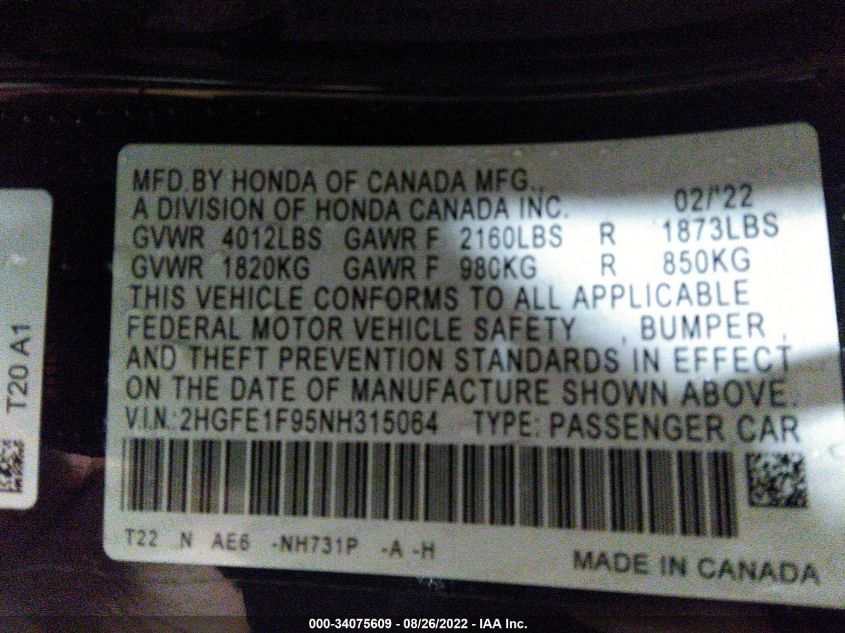 MFD.BY HONDA OF CANADA MFG.,
A DIVISION OF HONDA CANADA INC. 02/'22
GVWR 4012LBS GAWR F 2160LBS R 1873LBS
GVWR 1820KG GAWR F 980KG R 850KG
THIS VEHICLE CONFORMS TO ALL APPLICABLE
FEDERAL MOTOR VEHICLE SAFETY , BUMPER ,
AND THEFT PREVENTION STANDARDS IN EFFECT
ON THE DATE OF MANUFACTURE SHOWN ABOVE.
V.I.N.:2HGFE1F95NH315064 TYPE: PASSENGER CAR
T22 N AE6 -NH731P -A -H
MADE IN CANADA
T20 A1
000-34075609 - 08/26/2022 - IAA Inc.